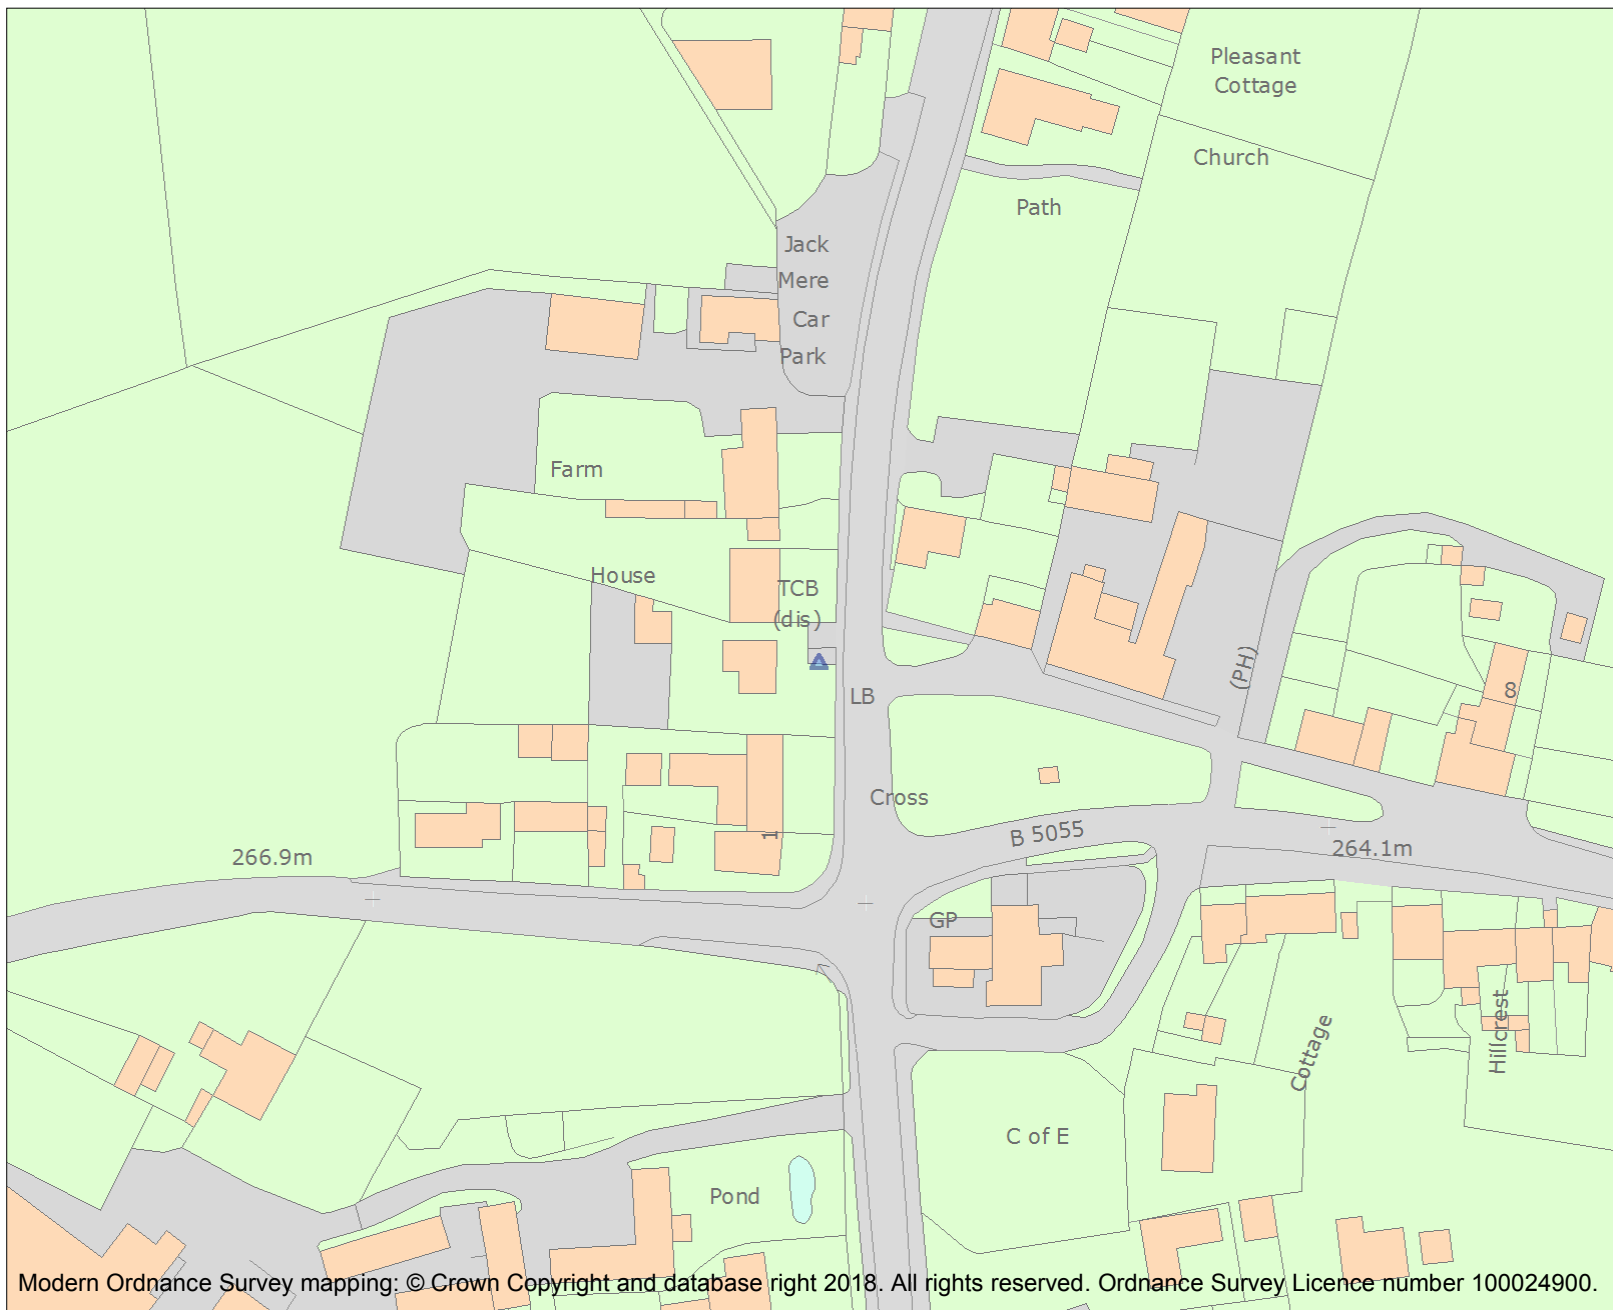 Pleasant
Cottage
Church
Path
Jack
Mere
Car
Park
Farm
House
TCB
(dis)
(PH)
8
LB
Cross
B 5055
1
266.9m
264.1m
GP
Hillcrest
Cottage
C of E
Pond
Modern Ordnance Survey mapping: © Crown Copyright and database right 2018. All rights reserved. Ordnance Survey Licence number 100024900.